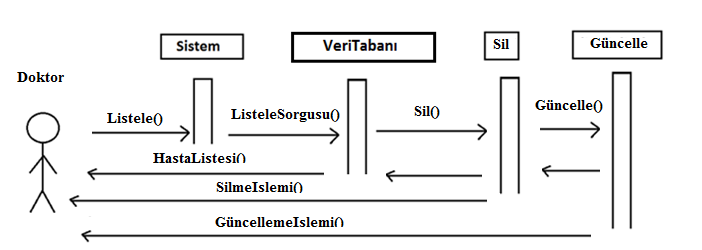 Sistem
VeriTabanı
Sil
Güncelle
Doktor
Listele()
ListeleSorgusu()
Sil()
Güncelle()
HastaListesi()
SilmeIslemi()
GüncellemeIslemi()